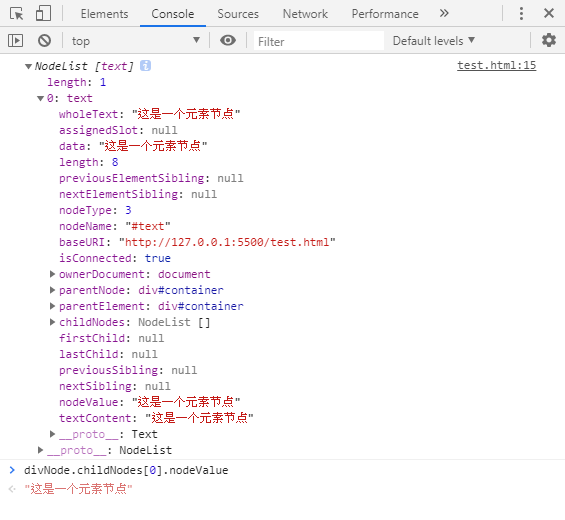 Elements Console Sources Network Performance »
top Filter Default levels
NodeList [text] i test.html:15
length: 1
0: text
wholeText: "这是一个元素节点"
assignedSlot: null
data: "这是一个元素节点"
length: 8
previousElementSibling: null
nextElementSibling: null
nodeType: 3
nodeName: "#text"
baseURI: "http://127.0.0.1:5500/test.html"
isConnected: true
ownerDocument: document
parentNode: div#container
parentElement: div#container
childNodes: NodeList []
firstChild: null
lastChild: null
previousSibling: null
nextSibling: null
nodeValue: "这是一个元素节点"
textContent: "这是一个元素节点"
__proto__: Text
__proto__: NodeList
divNode.childNodes[0].nodeValue
"这是一个元素节点"